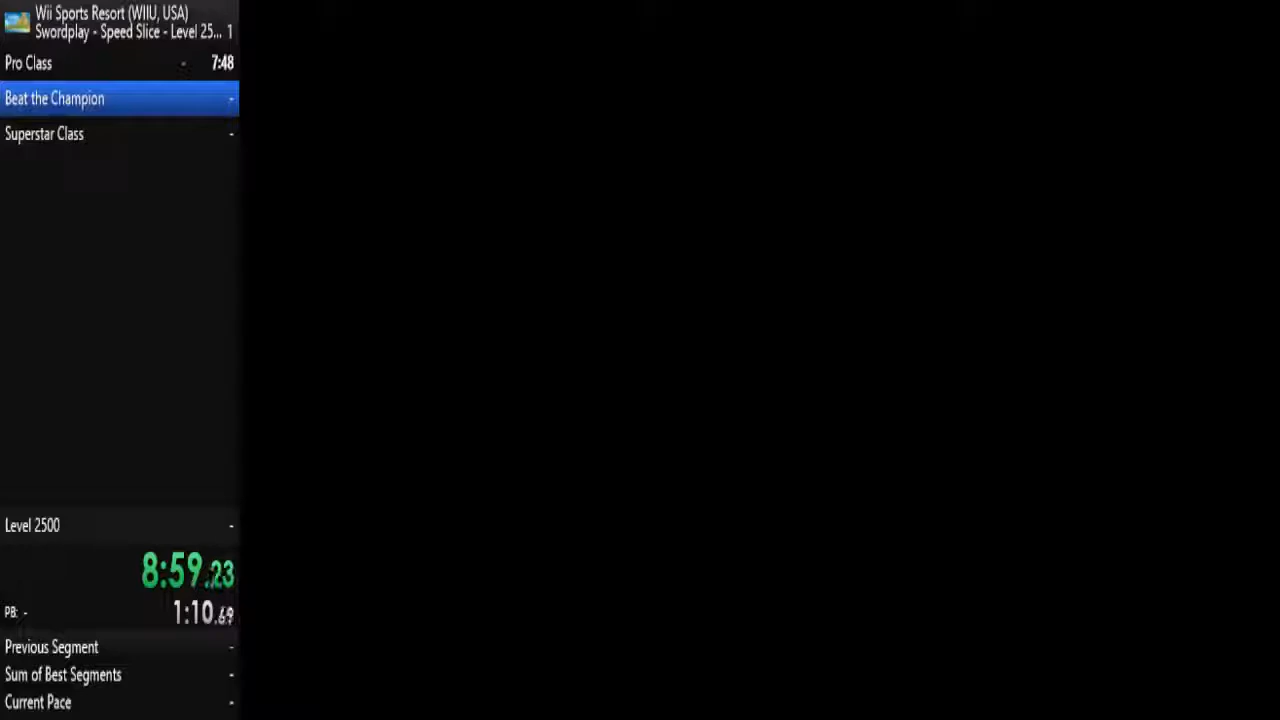 Wii Sports Resort (WIIU, USA)
Swordplay - Speed Slice - Level 25... 1
Pro Class - 7:48
Beat the Champion -
Superstar Class -
Level 2500 -
8:59.23
PB: - 1:10.69
Previous Segment -
Sum of Best Segments -
Current Pace -